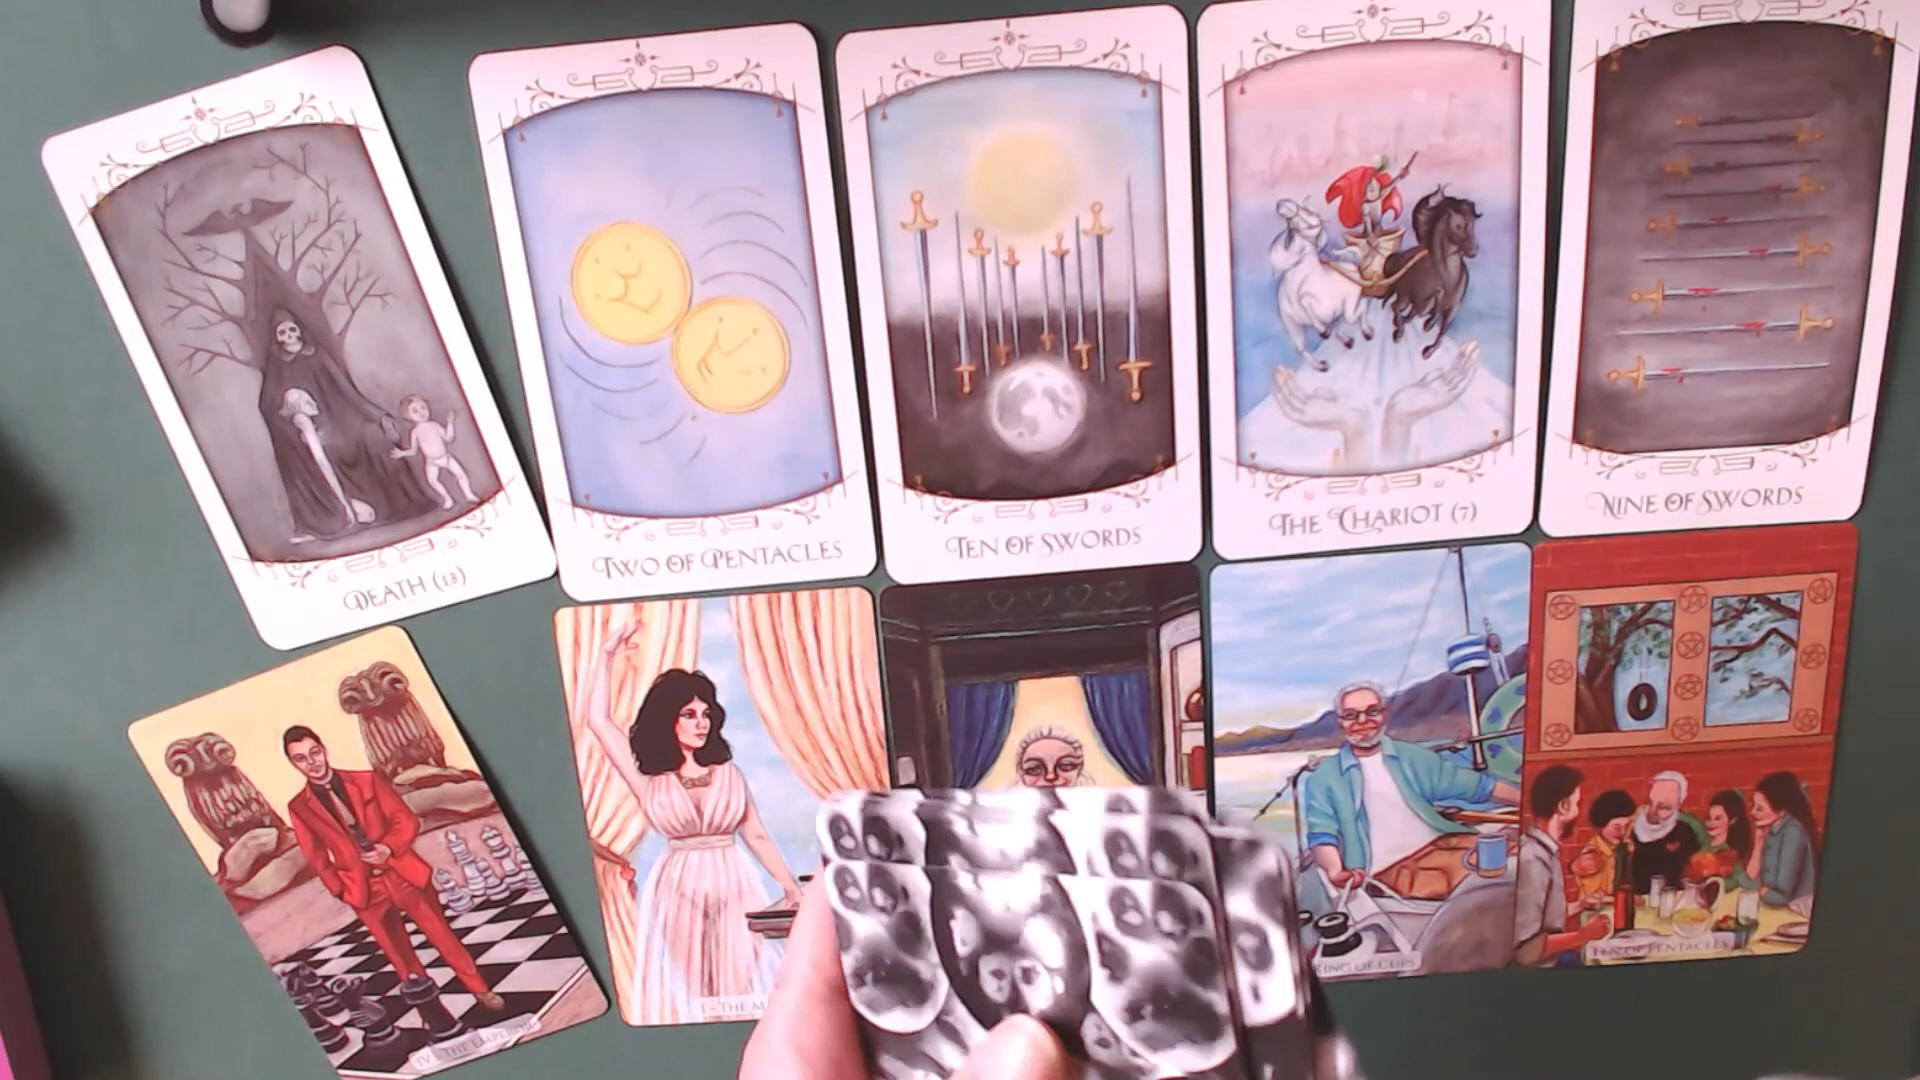 DEATH (13)
TWO OF PENTACLES
TEN OF SWORDS
THE CHARIOT (7)
NINE OF SWORDS
IV - THE EMPEROR
I - THE
KING OF CUPS
TEN OF PENTACLES